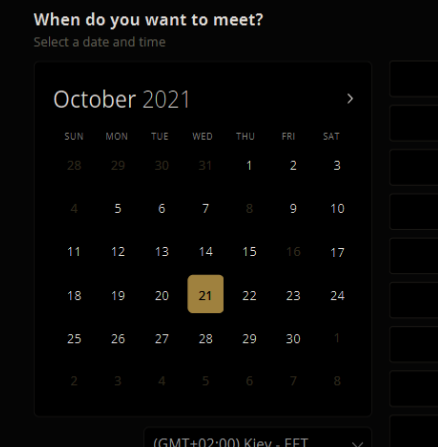 When do you want to meet?
Select a date and time
October 2021
SUN MON TUE WED THU FRI SAT
28 29 30 31 1 2 3
4 5 6 7 8 9 10
11 12 13 14 15 16 17
18 19 20 21 22 23 24
25 26 27 28 29 30 1
2 3 4 5 6 7 8
(GMT+02:00) Kiev - EET